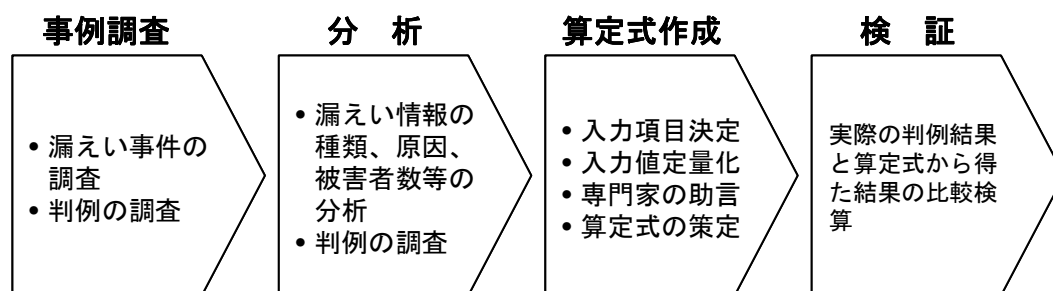 事例調査
・漏えい事件の
調査
・判例の調査
分　析
・漏えい情報の
種類、原因、
被害者数等の
分析
・判例の調査
算定式作成
・入力項目決定
・入力値定量化
・専門家の助言
・算定式の策定
検　証
実際の判例結果
と算定式から得
た結果の比較検
算